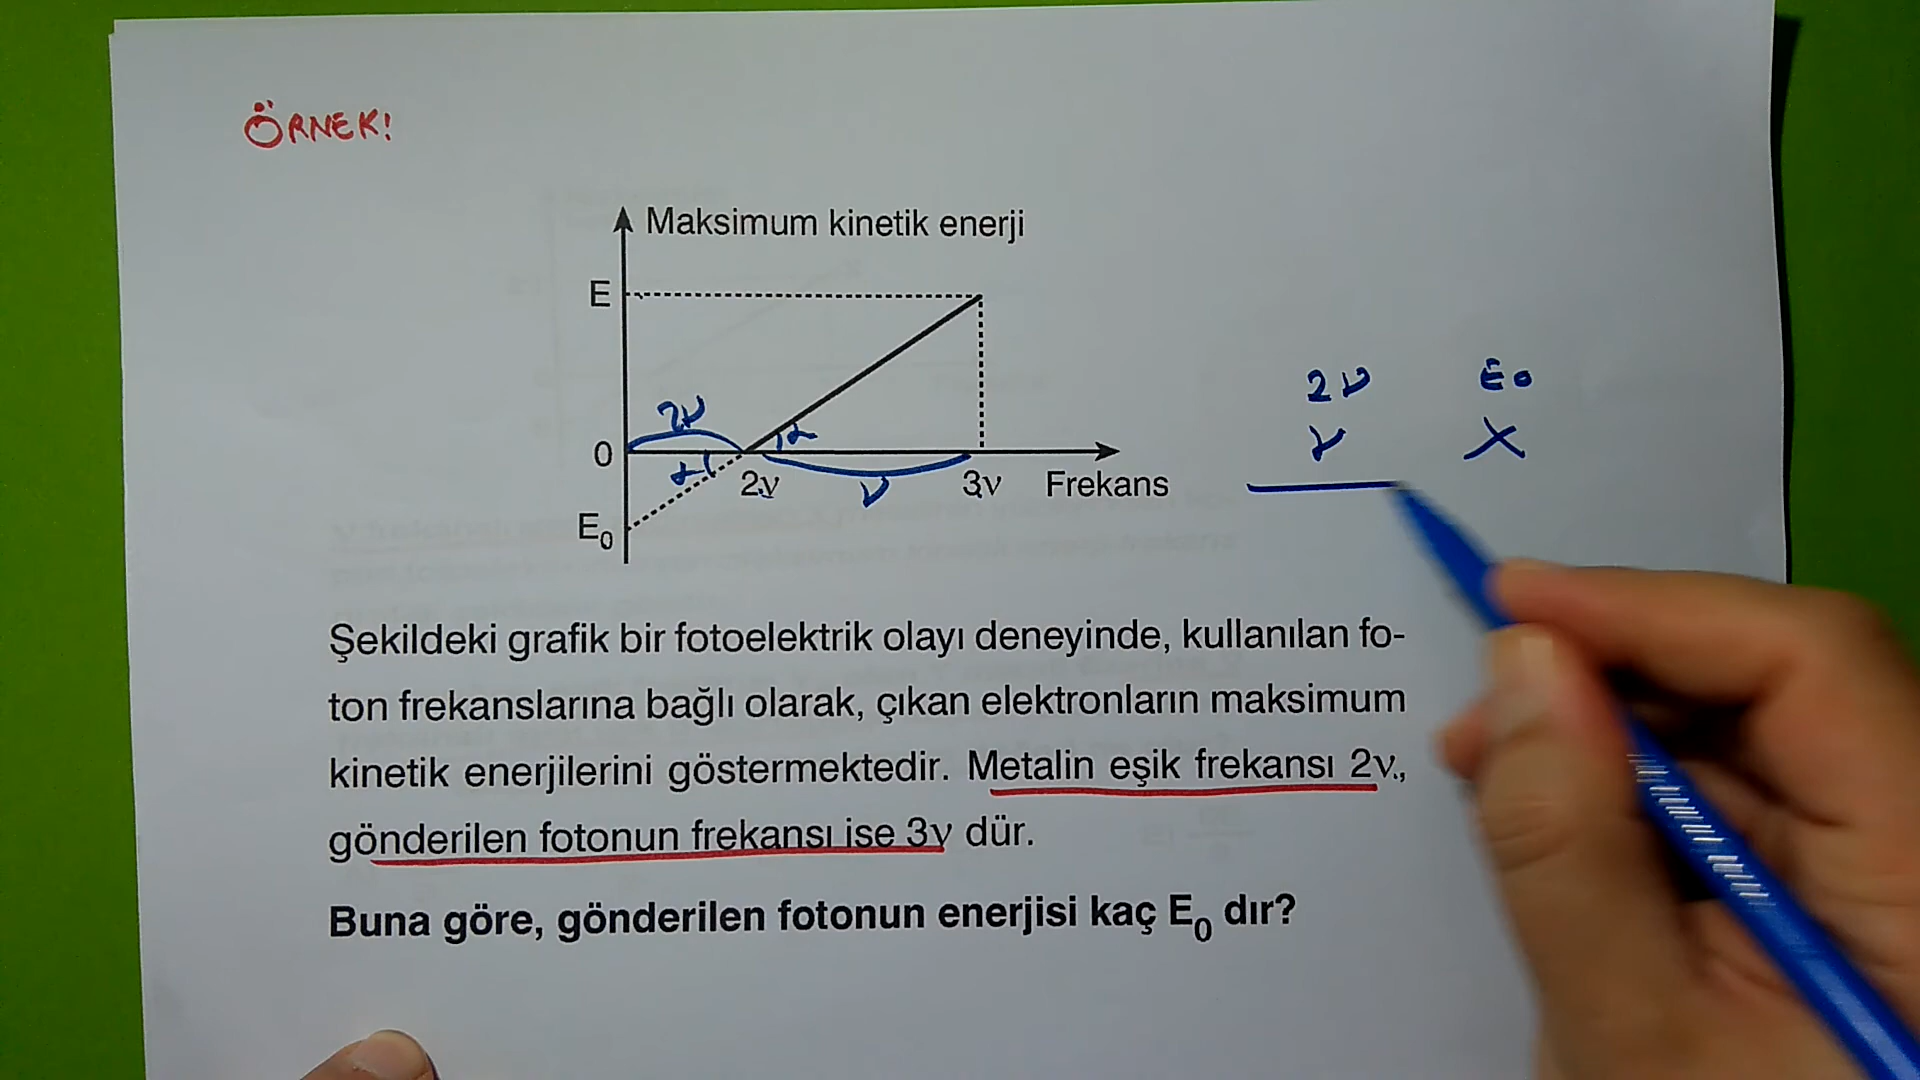 ÖRNEK!
Maksimum kinetik enerji
E
2ν E₀
2ν α
ν X
0
α 2ν ν 3ν Frekans
E₀
Şekildeki grafik bir fotoelektrik olayı deneyinde, kullanılan fo-
ton frekanslarına bağlı olarak, çıkan elektronların maksimum
kinetik enerjilerini göstermektedir. Metalin eşik frekansı 2ν,
gönderilen fotonun frekansı ise 3ν dür.
Buna göre, gönderilen fotonun enerjisi kaç E₀ dır?